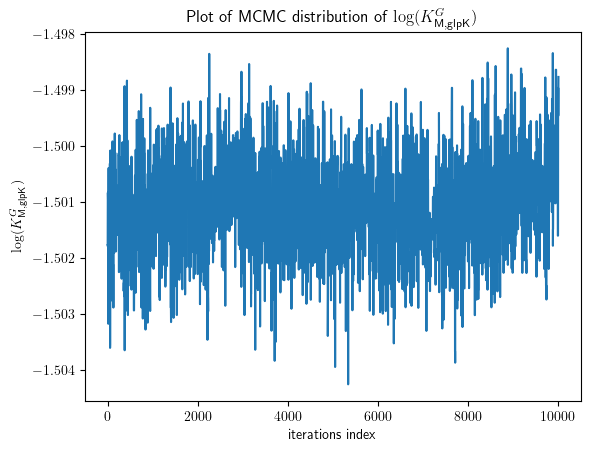 Plot of MCMC distribution of log(K^G_M,glpK)
−1.498
−1.499
−1.500
−1.501
−1.502
−1.503
−1.504
log(K^G_M,glpK)
0 2000 4000 6000 8000 10000
iterations index